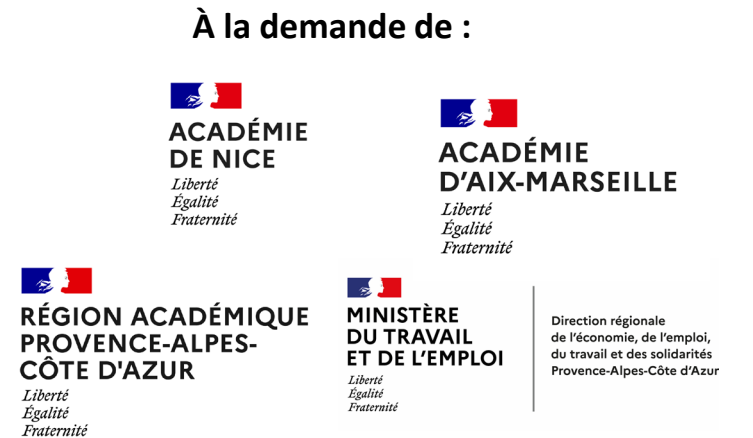 À la demande de :
ACADÉMIE
DE NICE
Liberté
Égalité
Fraternité
ACADÉMIE
D'AIX-MARSEILLE
Liberté
Égalité
Fraternité
RÉGION ACADÉMIQUE
PROVENCE-ALPES-
CÔTE D'AZUR
Liberté
Égalité
Fraternité
MINISTÈRE
DU TRAVAIL
ET DE L'EMPLOI
Liberté
Égalité
Fraternité
Direction régionale
de l'économie, de l'emploi,
du travail et des solidarités
Provence-Alpes-Côte d'Azur